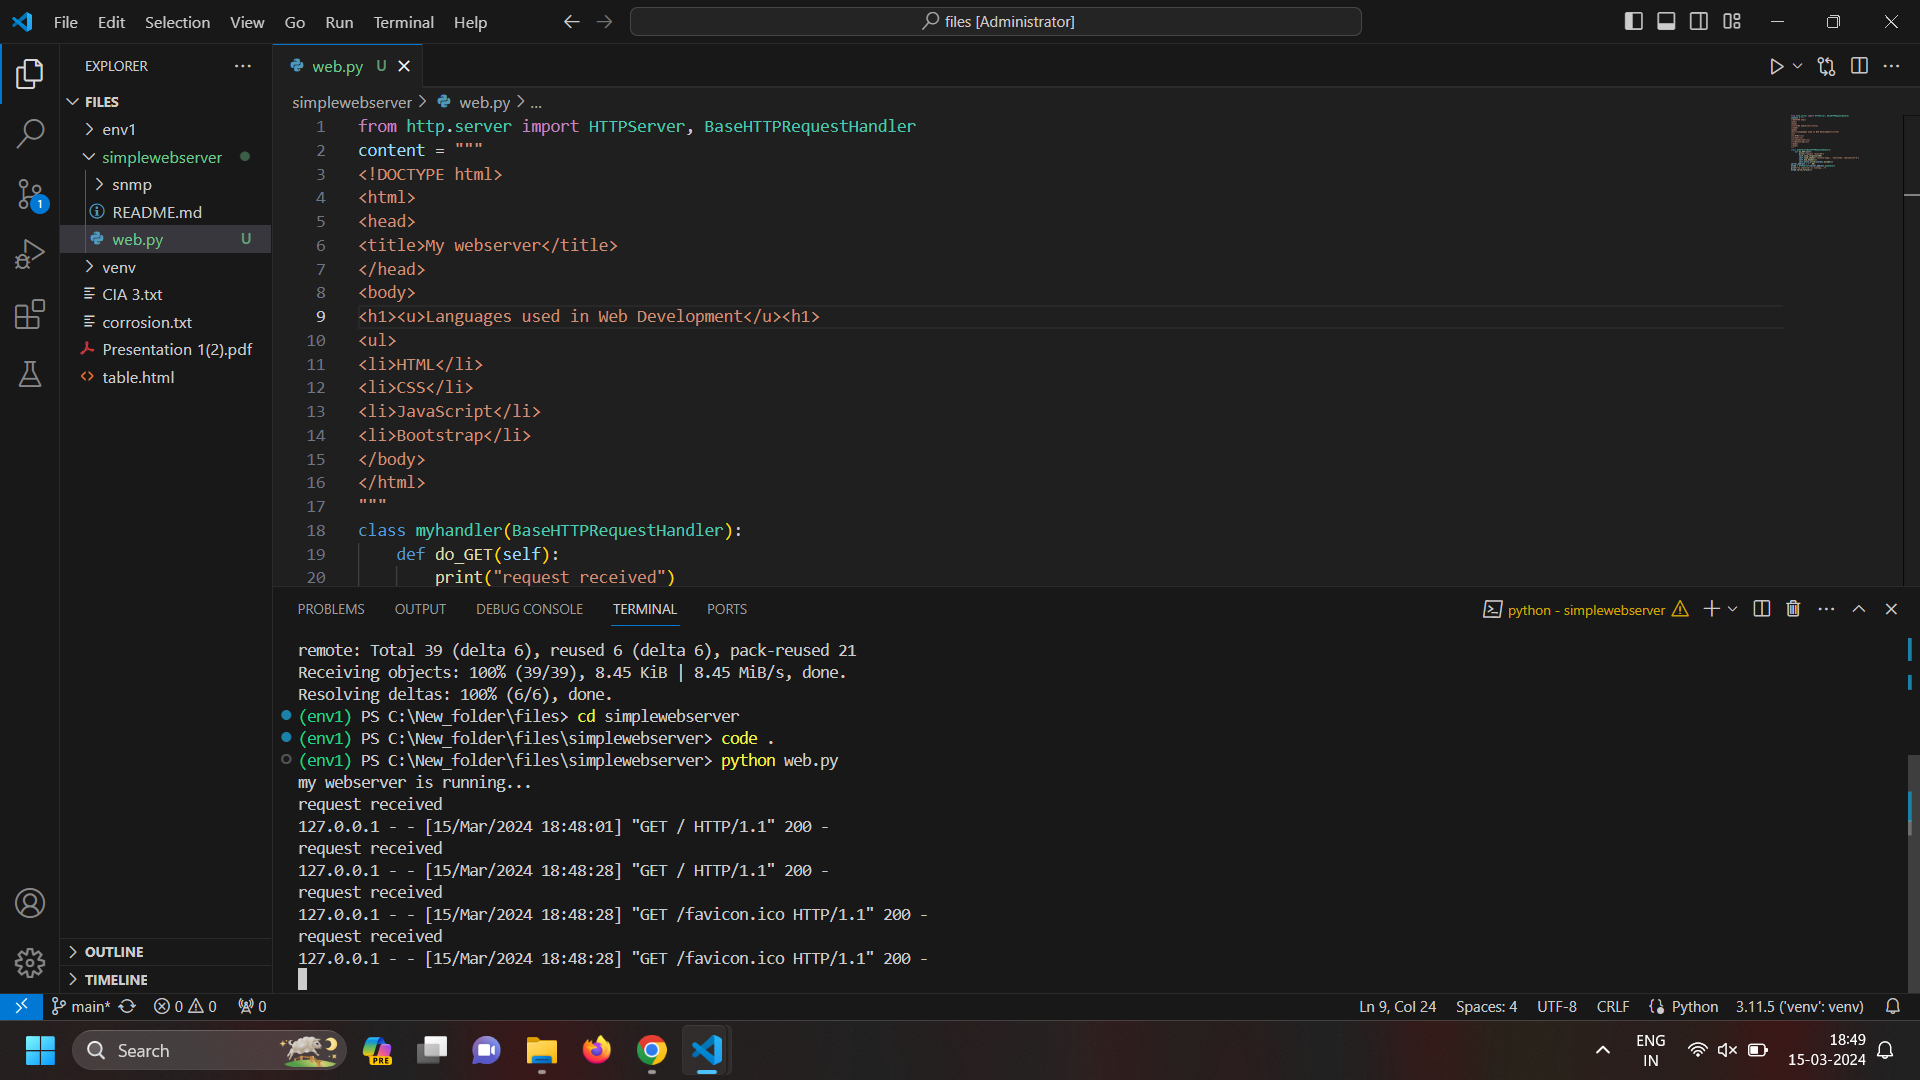 File Edit Selection View Go Run Terminal Help
files [Administrator]
EXPLORER
FILES
env1
simplewebserver
snmp
README.md
web.py U
venv
CIA 3.txt
corrosion.txt
Presentation 1(2).pdf
table.html
OUTLINE
TIMELINE
1
web.py U
simplewebserver > web.py > ...
1 from http.server import HTTPServer, BaseHTTPRequestHandler
2 content = """
3 <!DOCTYPE html>
4 <html>
5 <head>
6 <title>My webserver</title>
7 </head>
8 <body>
9 <h1><u>Languages used in Web Development</u><h1>
10 <ul>
11 <li>HTML</li>
12 <li>CSS</li>
13 <li>JavaScript</li>
14 <li>Bootstrap</li>
15 </body>
16 </html>
17 """
18 class myhandler(BaseHTTPRequestHandler):
19 def do_GET(self):
20 print("request received")
PROBLEMS OUTPUT DEBUG CONSOLE TERMINAL PORTS
python - simplewebserver
remote: Total 39 (delta 6), reused 6 (delta 6), pack-reused 21
Receiving objects: 100% (39/39), 8.45 KiB | 8.45 MiB/s, done.
Resolving deltas: 100% (6/6), done.
(env1) PS C:\New_folder\files> cd simplewebserver
(env1) PS C:\New_folder\files\simplewebserver> code .
(env1) PS C:\New_folder\files\simplewebserver> python web.py
my webserver is running...
request received
127.0.0.1 - - [15/Mar/2024 18:48:01] "GET / HTTP/1.1" 200 -
request received
127.0.0.1 - - [15/Mar/2024 18:48:28] "GET / HTTP/1.1" 200 -
request received
127.0.0.1 - - [15/Mar/2024 18:48:28] "GET /favicon.ico HTTP/1.1" 200 -
request received
127.0.0.1 - - [15/Mar/2024 18:48:28] "GET /favicon.ico HTTP/1.1" 200 -
main* 0 0 0
Ln 9, Col 24 Spaces: 4 UTF-8 CRLF Python 3.11.5 ('venv': venv)
Search
PRE
ENG
IN
18:49
15-03-2024